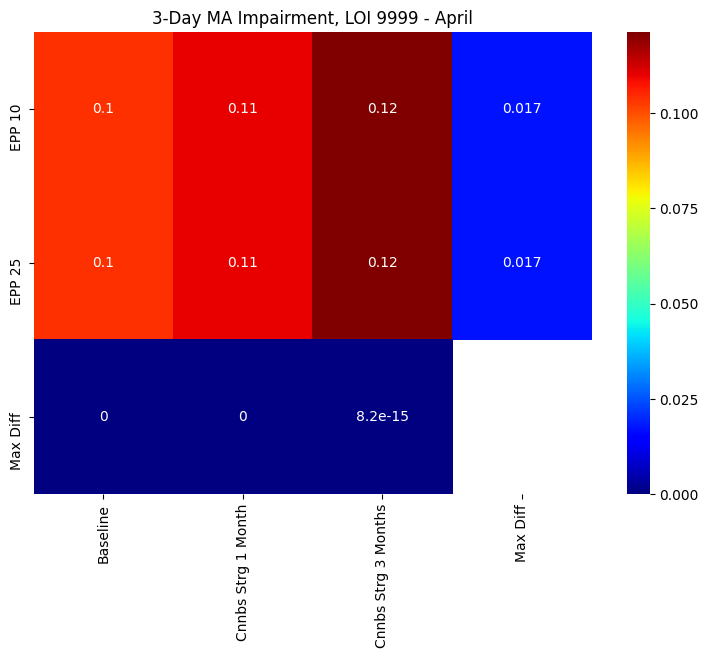 3-Day MA Impairment, LOI 9999 - April
EPP 10
0.1
0.11
0.12
0.017
EPP 25
0.1
0.11
0.12
0.017
Max Diff
0
0
8.2e-15
Baseline
Cnnbs Strg 1 Month
Cnnbs Strg 3 Months
Max Diff
0.100
0.075
0.050
0.025
0.000